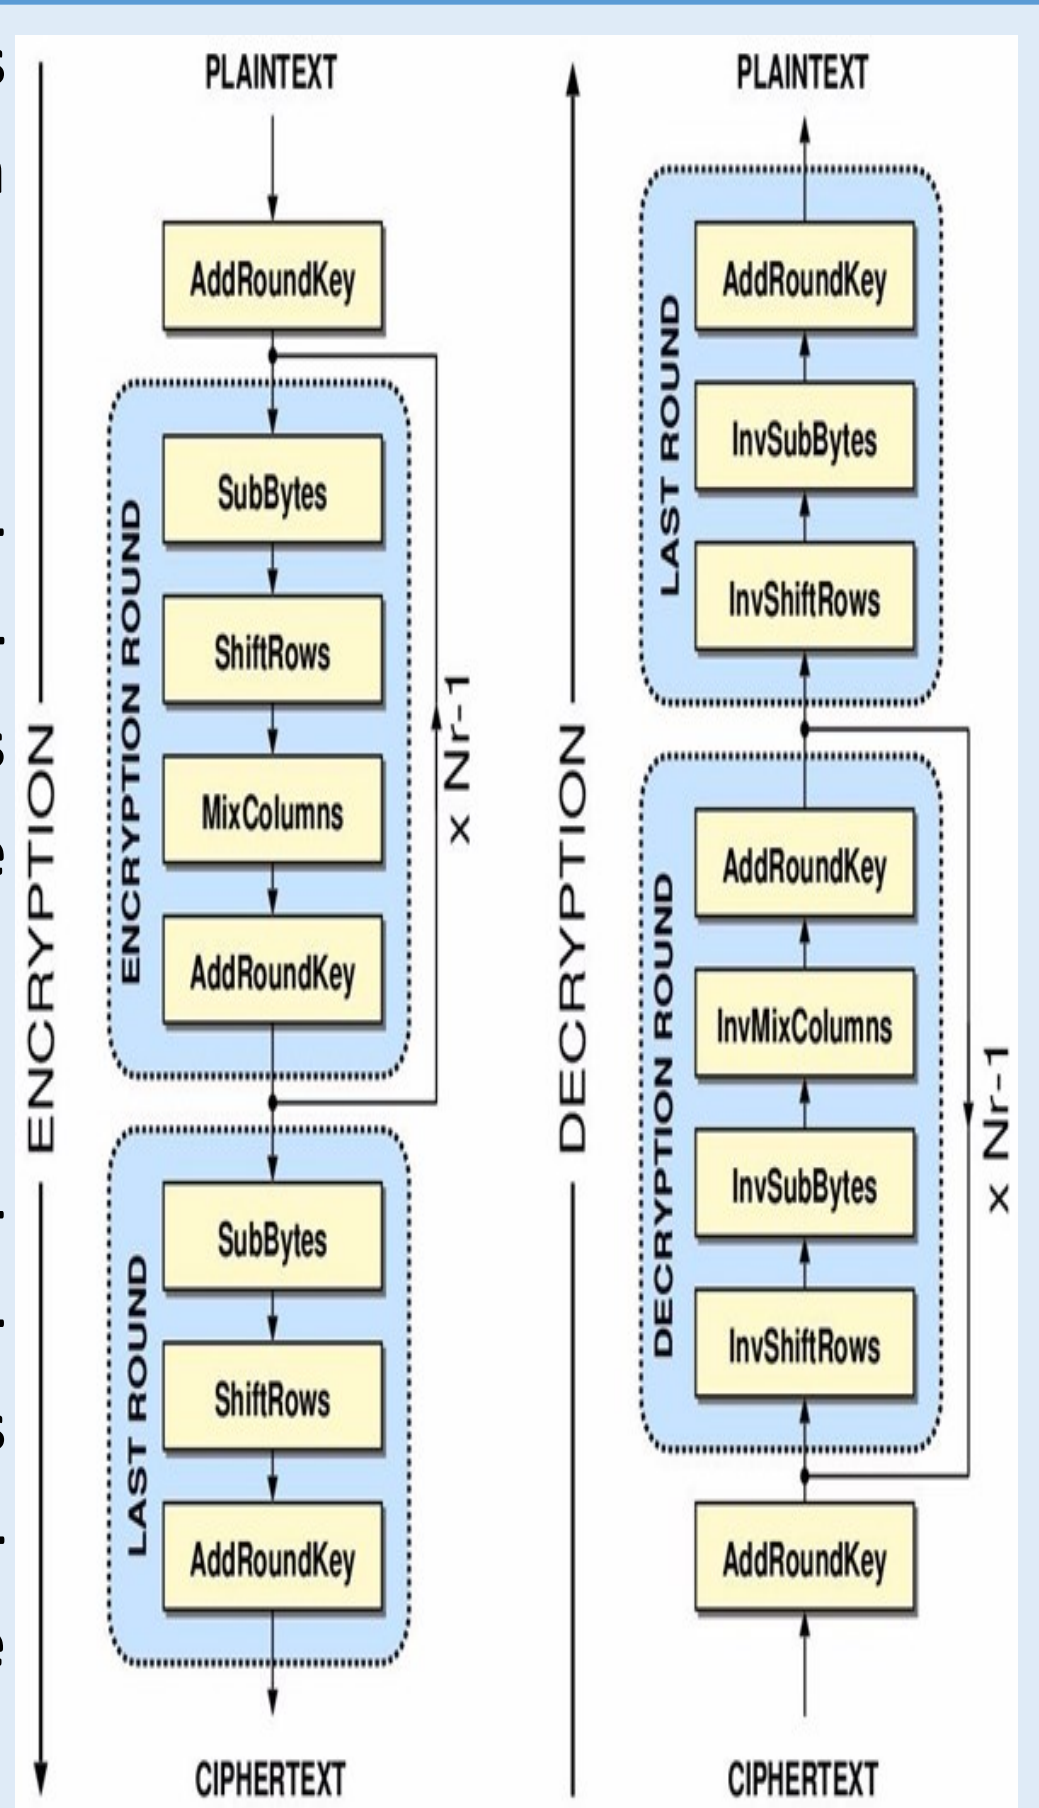 ENCRYPTION
PLAINTEXT
AddRoundKey
ENCRYPTION ROUND
SubBytes
ShiftRows
MixColumns
AddRoundKey
x Nr-1
LAST ROUND
SubBytes
ShiftRows
AddRoundKey
CIPHERTEXT
DECRYPTION
PLAINTEXT
LAST ROUND
AddRoundKey
InvSubBytes
InvShiftRows
DECRYPTION ROUND
AddRoundKey
InvMixColumns
InvSubBytes
InvShiftRows
x Nr-1
AddRoundKey
CIPHERTEXT